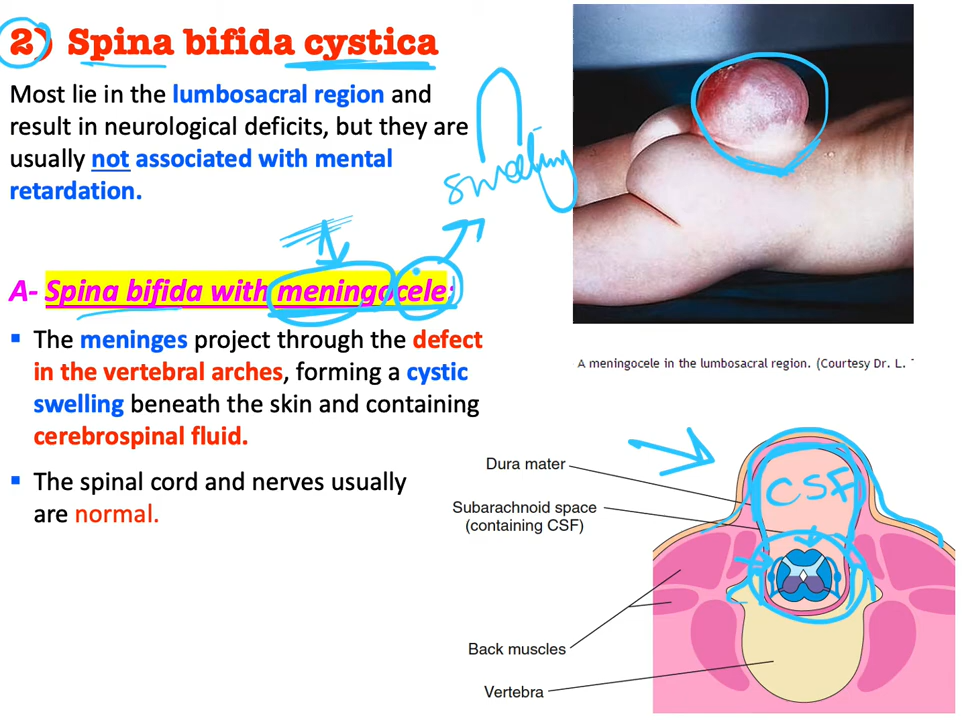 2) Spina bifida cystica
Most lie in the lumbosacral region and
result in neurological deficits, but they are
usually not associated with mental
retardation.
swelling
A- Spina bifida with meningocele:
▪ The meninges project through the defect
in the vertebral arches, forming a cystic
swelling beneath the skin and containing
cerebrospinal fluid.
▪ The spinal cord and nerves usually
are normal.
A meningocele in the lumbosacral region. (Courtesy Dr. L.
Dura mater
Subarachnoid space
(containing CSF)
CSF
Back muscles
Vertebra